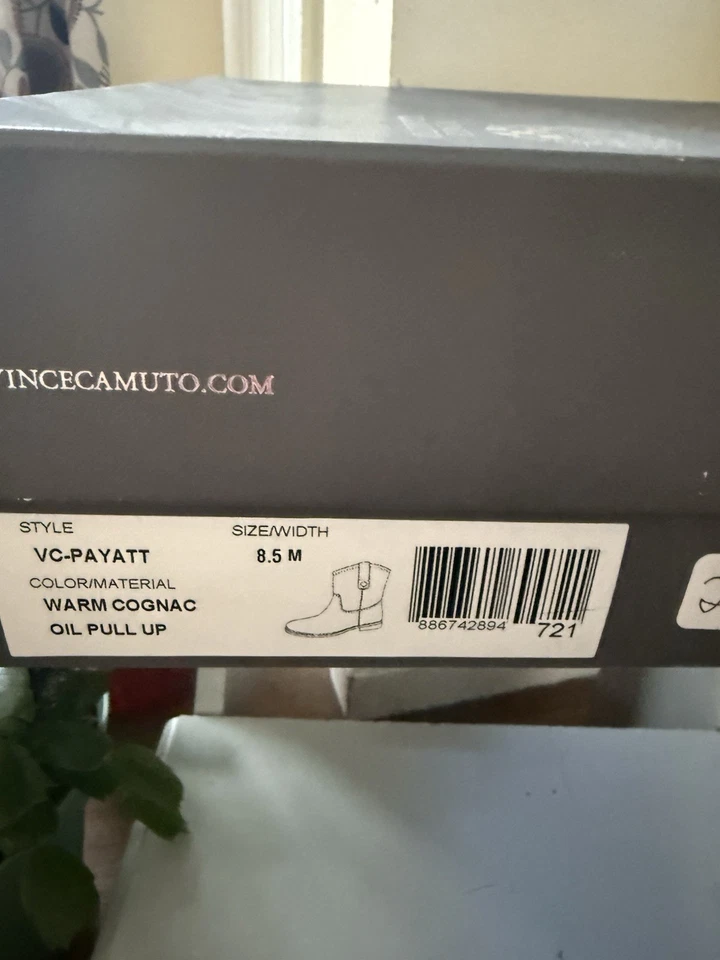 VINCECAMUTO.COM
STYLE
SIZE/WIDTH
VC-PAYATT
8.5 M
COLOR/MATERIAL
WARM COGNAC
OIL PULL UP
886742894 721